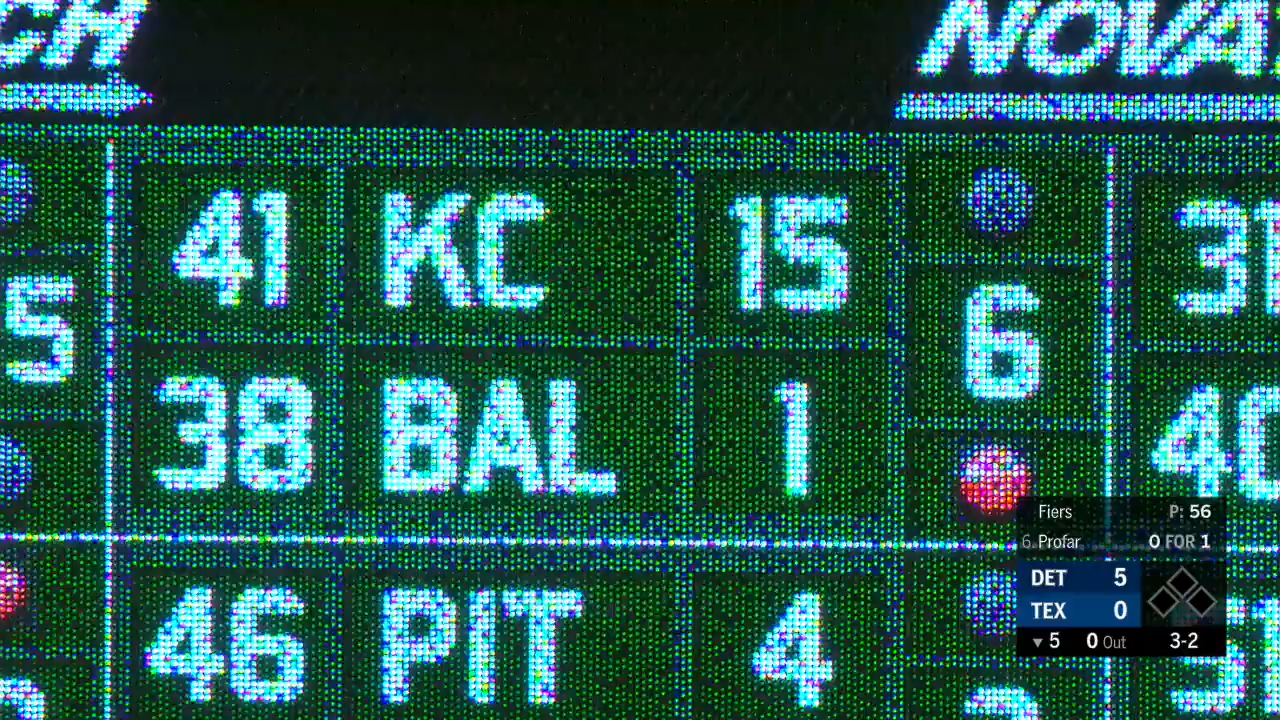 CH NOVA
41 KC 15
5 6 31
38 BAL 1
40
46 PIT 4
Fiers P: 56
6. Profar 0 FOR 1
DET 5
TEX 0
▼ 5 0 Out 3-2